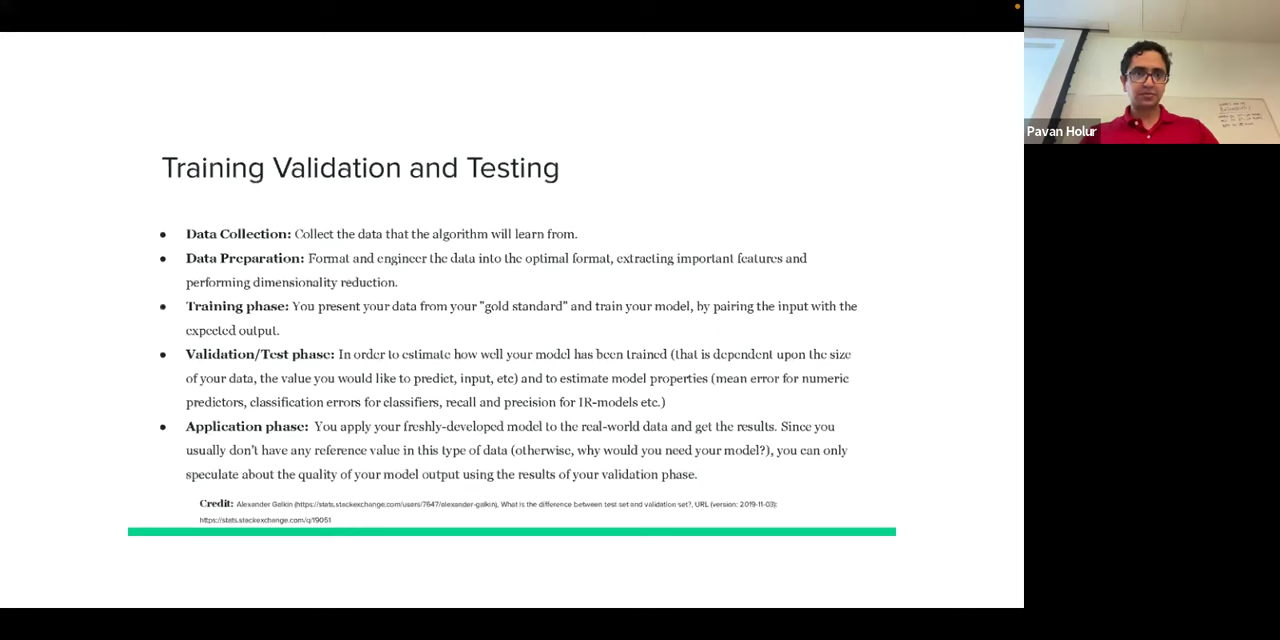 Training Validation and Testing
● Data Collection: Collect the data that the algorithm will learn from.
● Data Preparation: Format and engineer the data into the optimal format, extracting important features and
performing dimensionality reduction.
● Training phase: You present your data from your "gold standard" and train your model, by pairing the input with the
expected output.
● Validation/Test phase: In order to estimate how well your model has been trained (that is dependent upon the size
of your data, the value you would like to predict, input, etc) and to estimate model properties (mean error for numeric
predictors, classification errors for classifiers, recall and precision for IR-models etc.)
● Application phase: You apply your freshly-developed model to the real-world data and get the results. Since you
usually don't have any reference value in this type of data (otherwise, why would you need your model?), you can only
speculate about the quality of your model output using the results of your validation phase.
Credit: Alexander Galkin (https://stats.stackexchange.com/users/7647/alexander-galkin), What is the difference between test set and validation set?, URL (version: 2019-11-03):
https://stats.stackexchange.com/q/19051
Pavan Holur